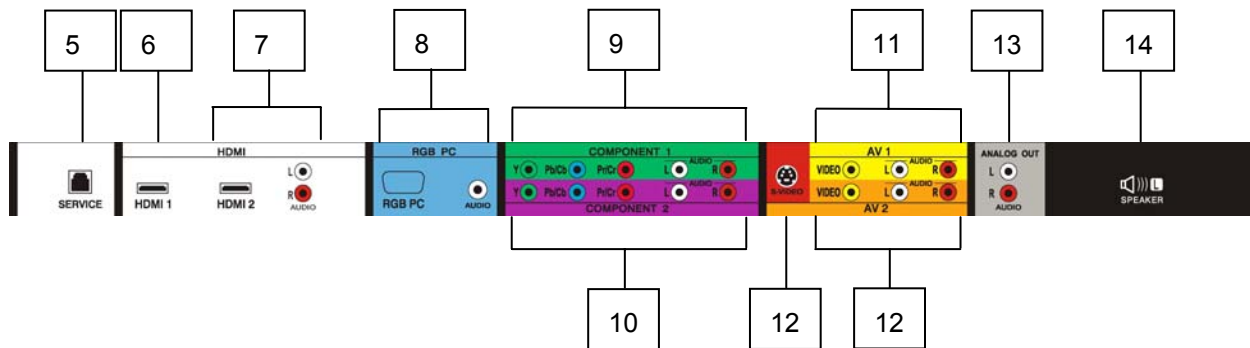 5 6 7 8 9 11 13 14
HDMI RGB PC COMPONENT 1 AV 1 ANALOG OUT
Y Pb/Cb Pr/Cr L AUDIO R VIDEO L AUDIO R L
L
R AUDIO
SERVICE HDMI 1 HDMI 2 RGB PC AUDIO
Y Pb/Cb Pr/Cr L AUDIO R S-VIDEO VIDEO L AUDIO R R AUDIO
L
SPEAKER
COMPONENT 2 AV 2
10 12 12